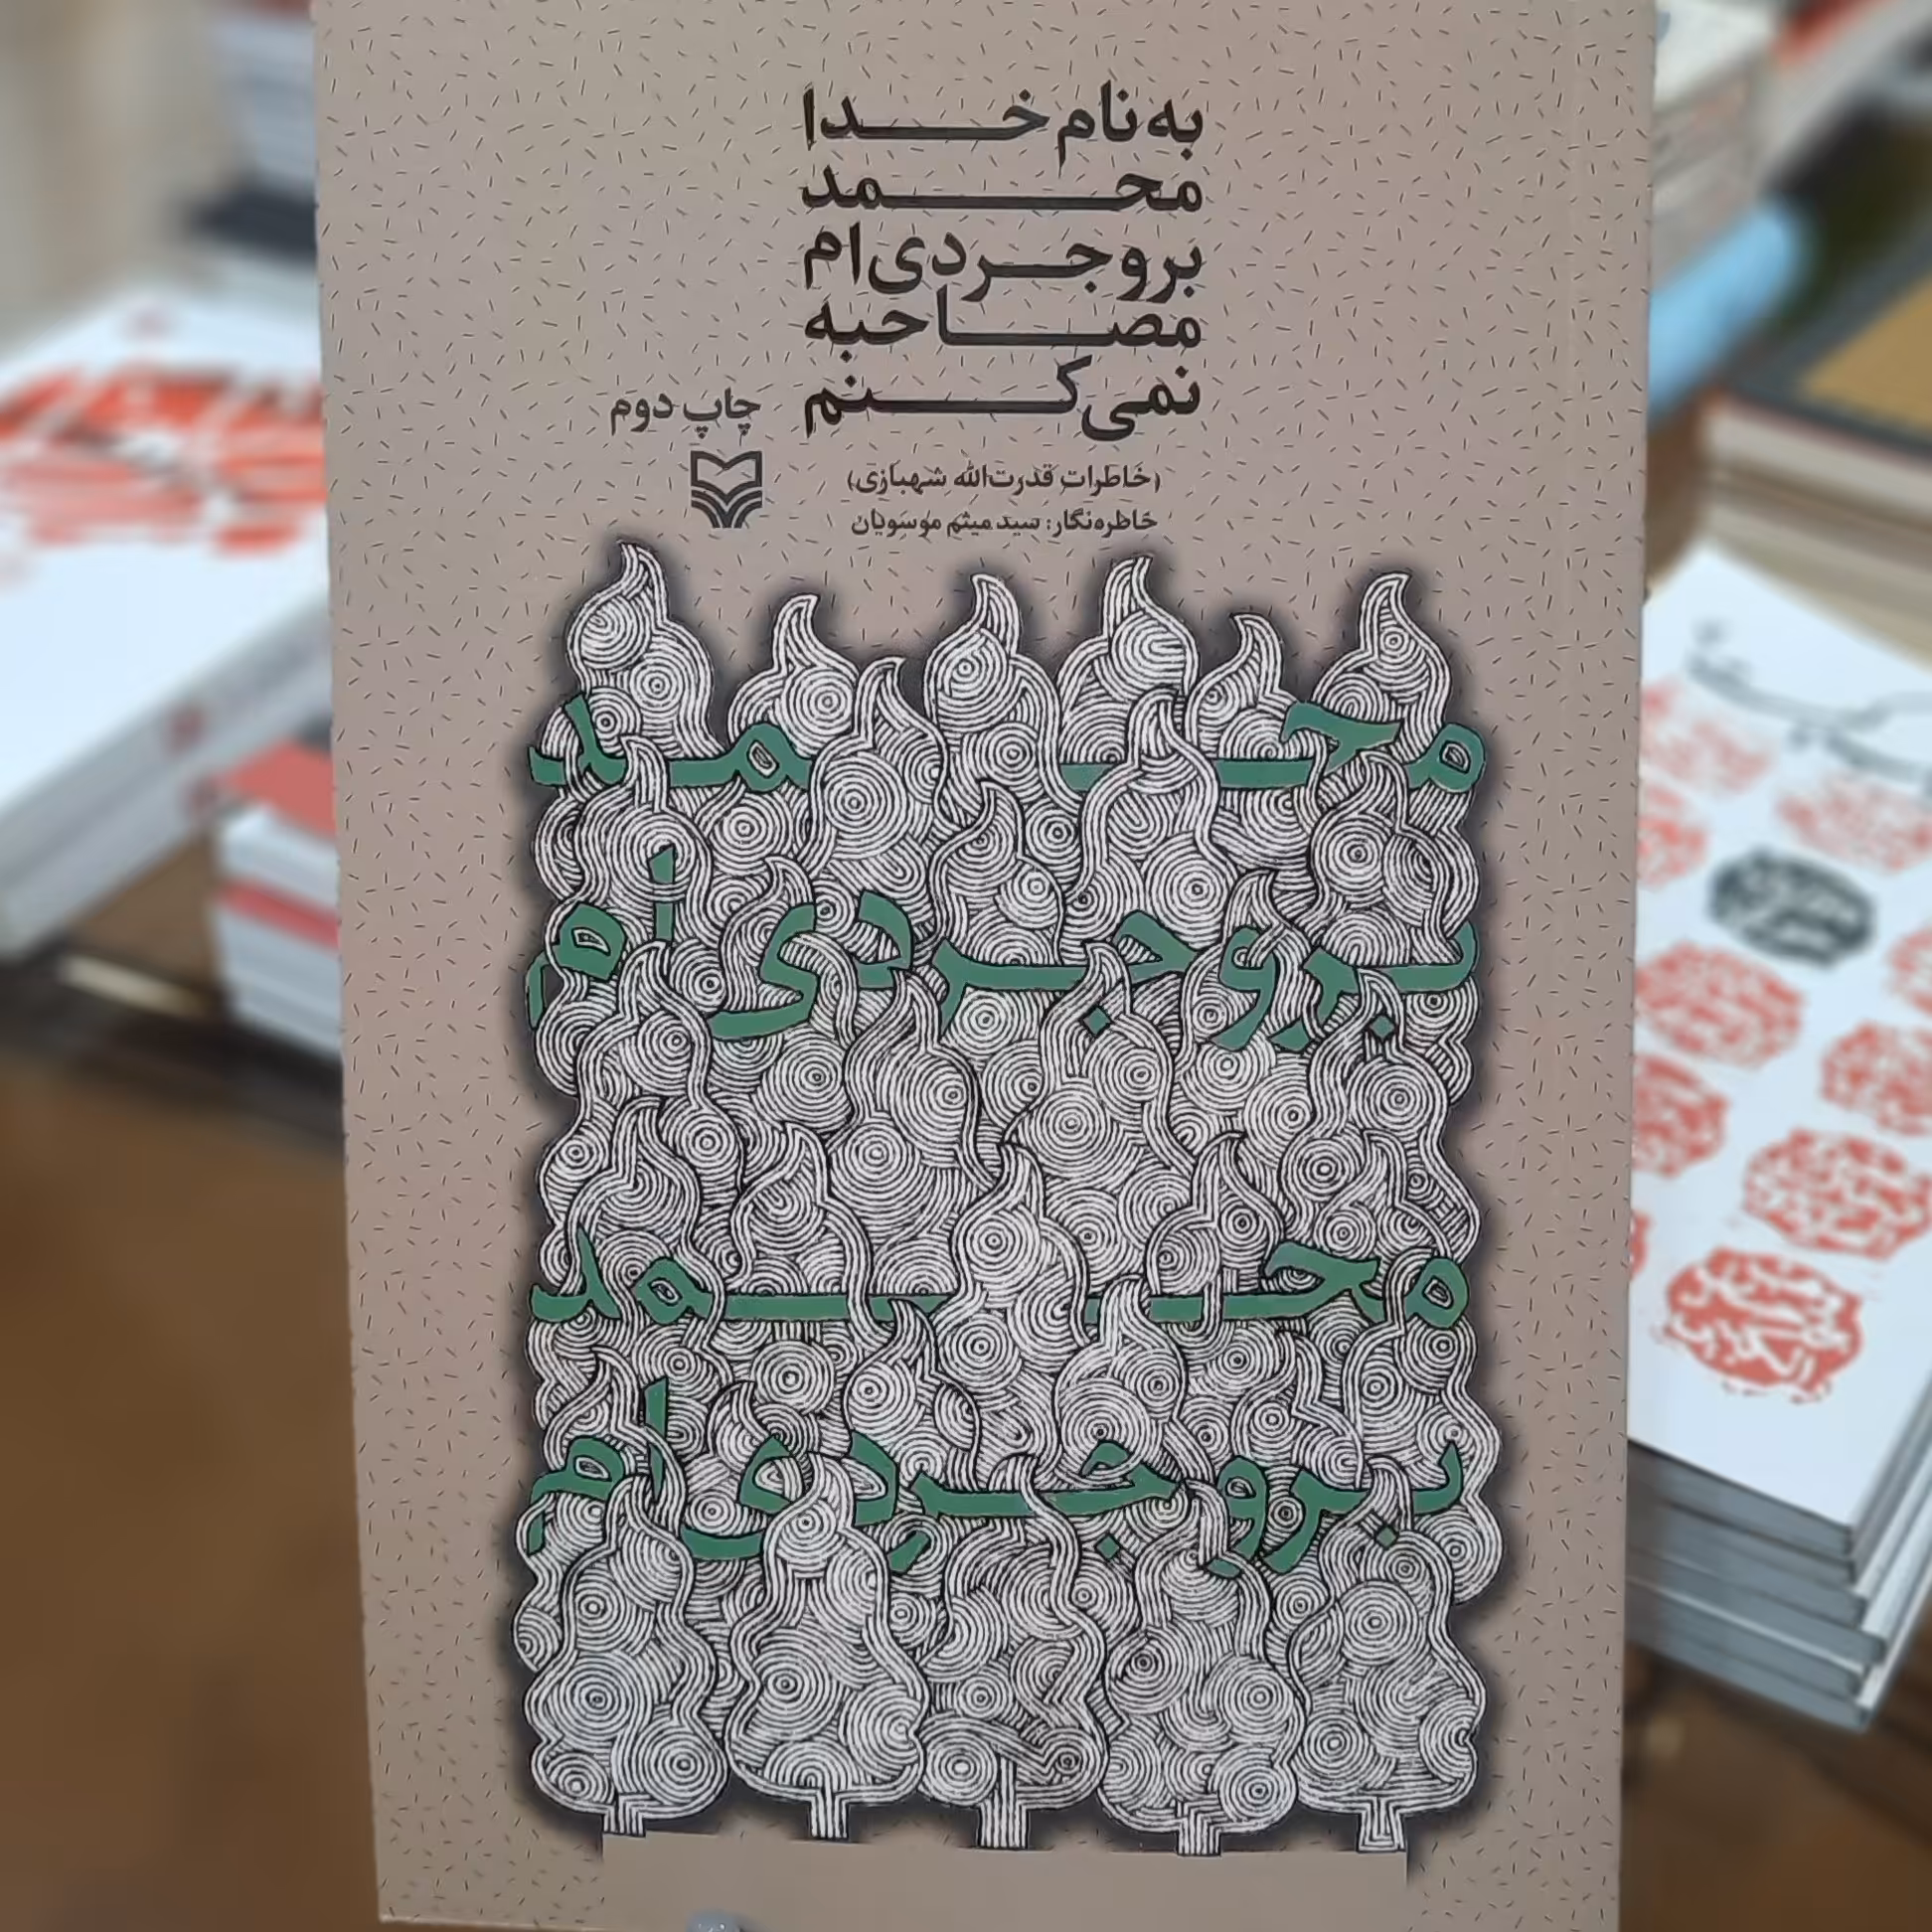 به نام خدا
محمد
بروجردی‌ام
مصاحبه
نمی‌کنم
چاپ دوم
(خاطرات قدرت‌الله شهبازی)
خاطره‌نگار: سید میثم موسویان
محمد
بروجردی ام
محمد
بروجردی ام